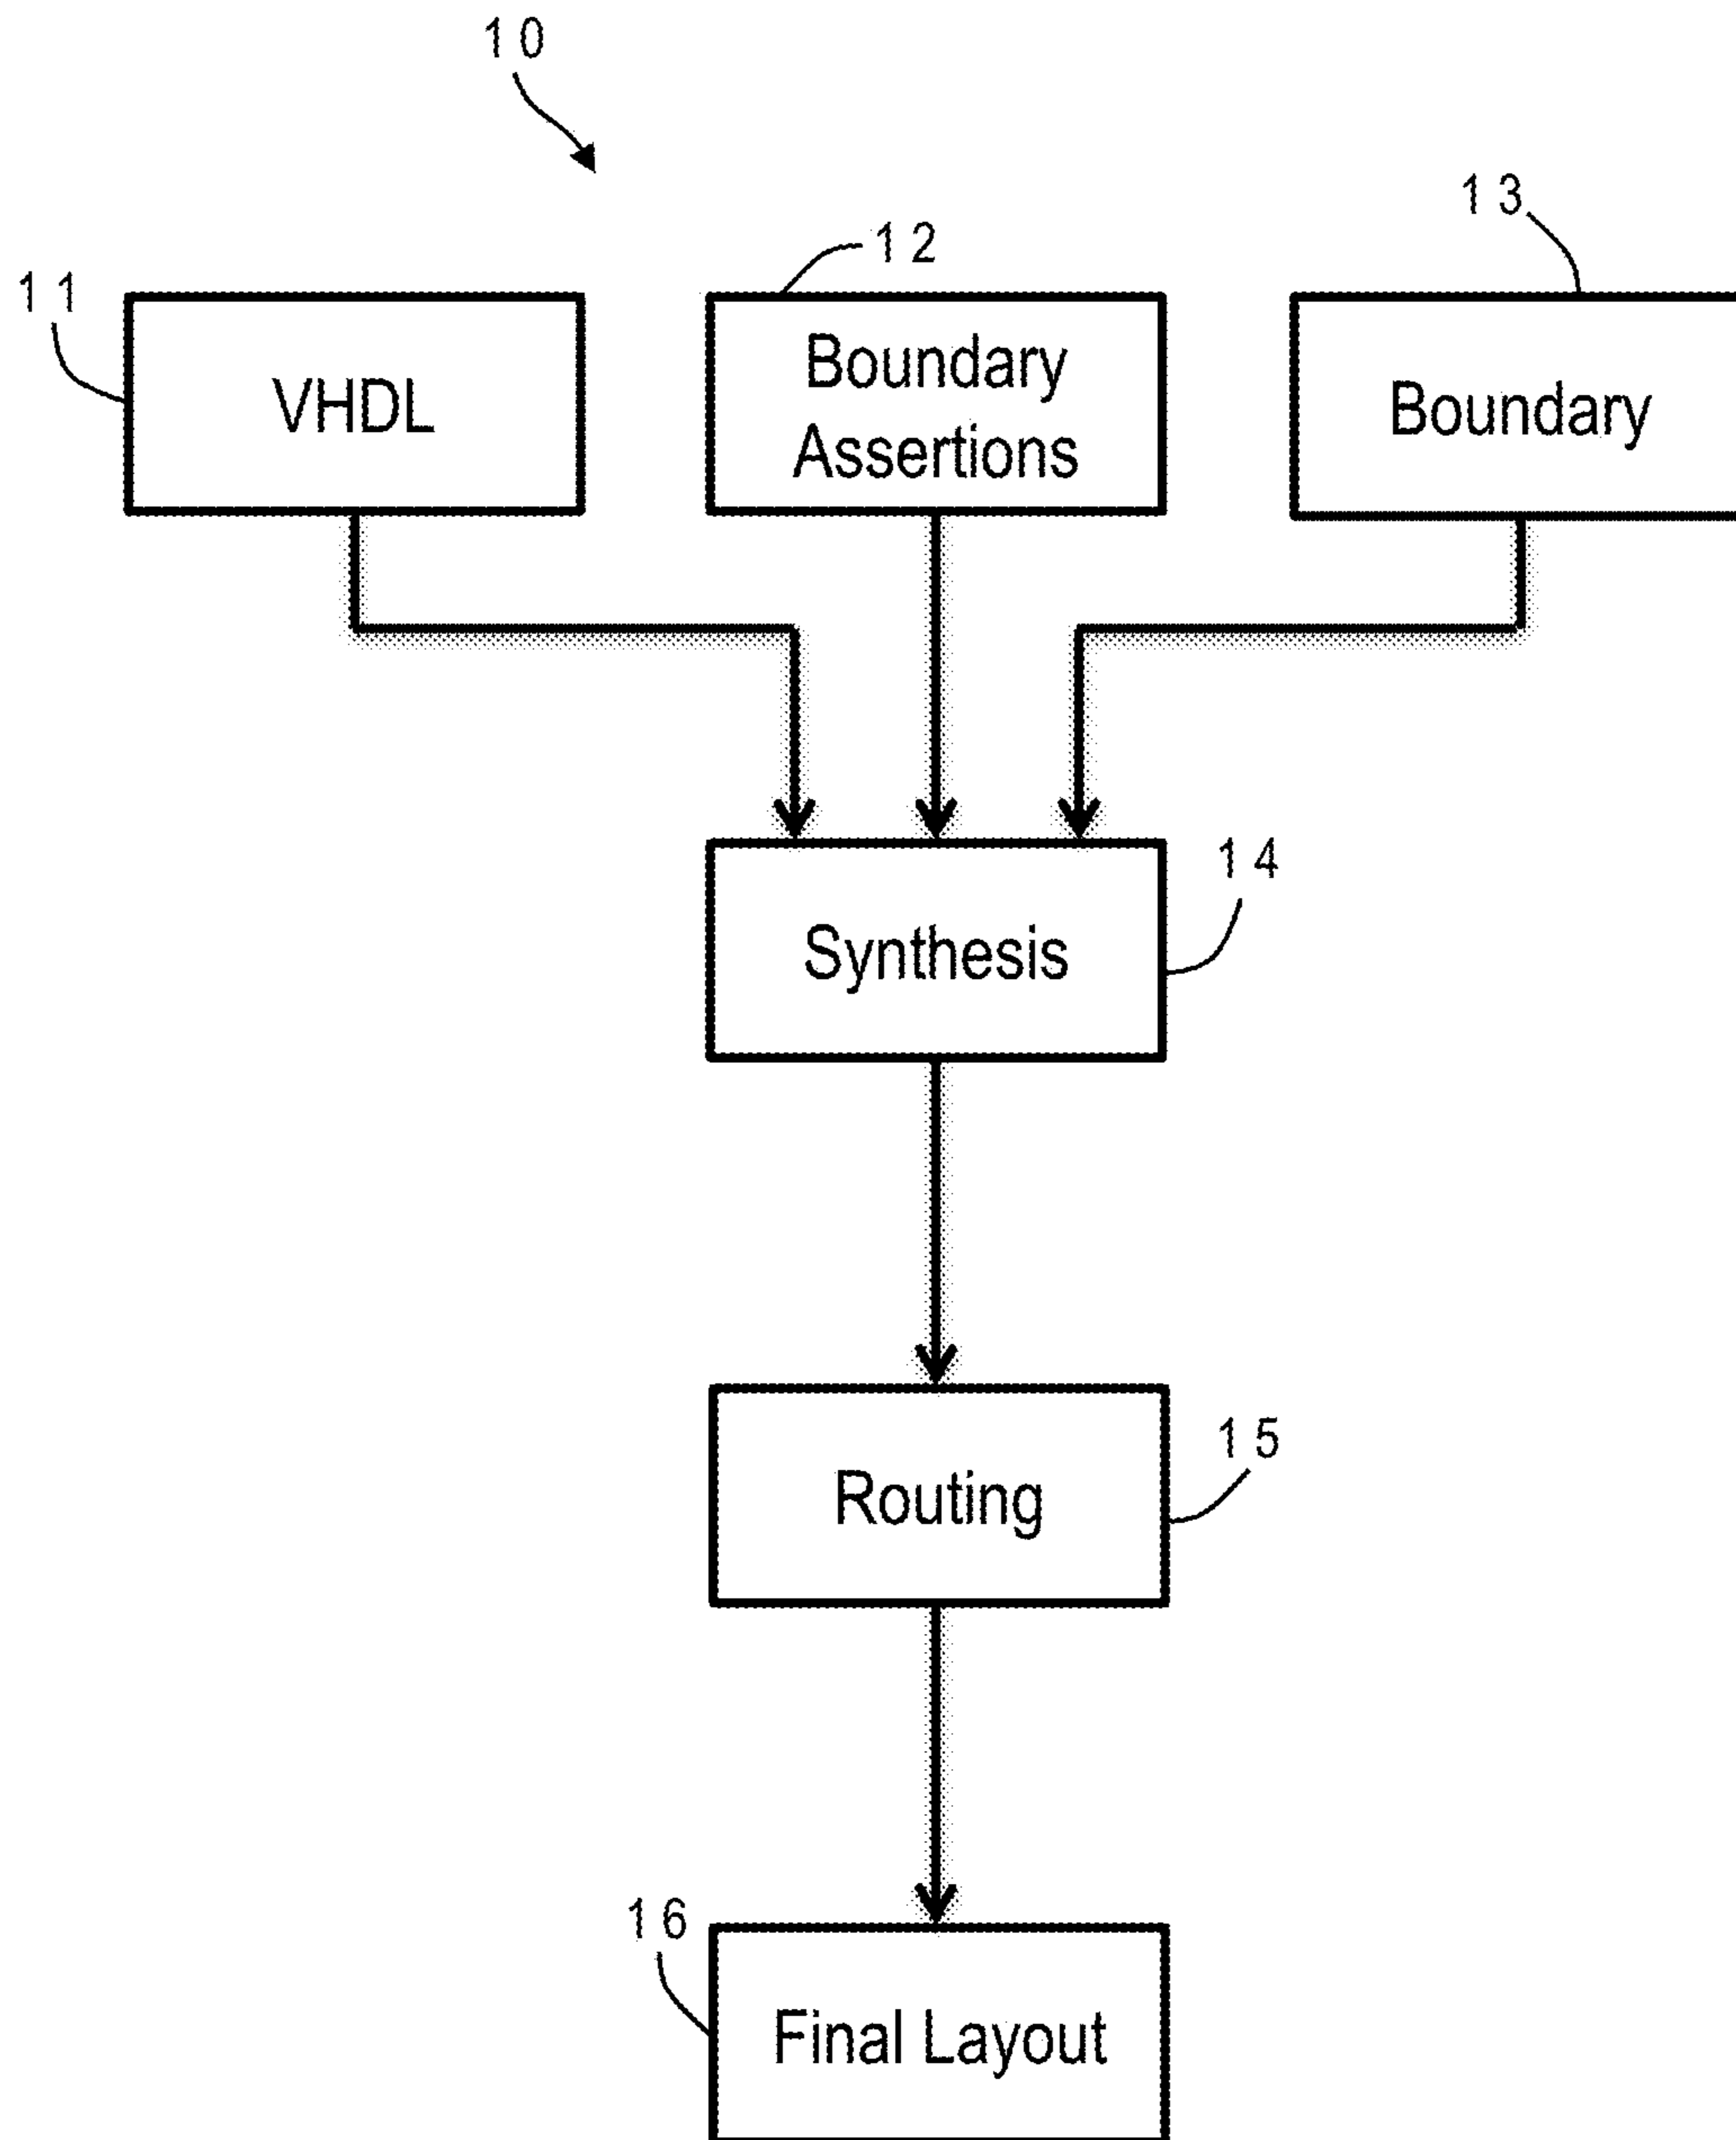 10
11
12
13
VHDL
Boundary
Assertions
Boundary
14
Synthesis
15
Routing
16
Final Layout